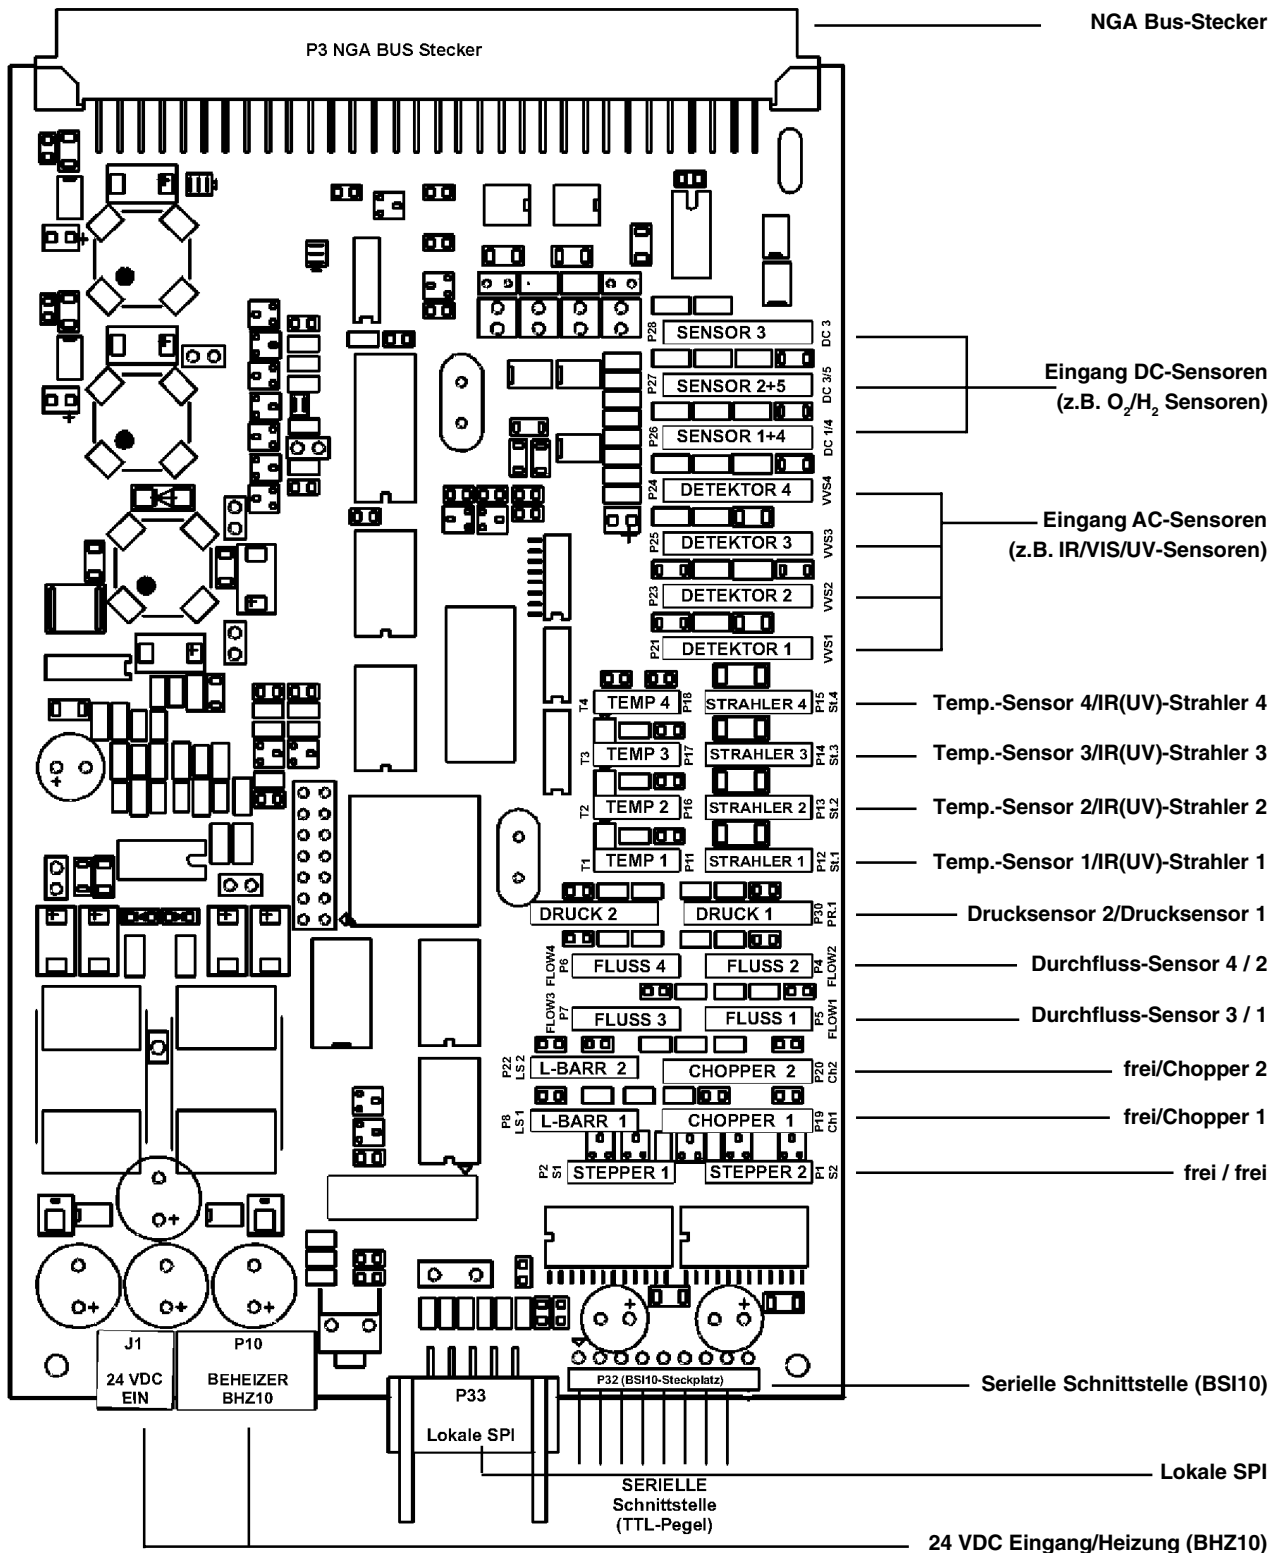 NGA Bus-Stecker
P3 NGA BUS Stecker
P28 SENSOR 3 DC 3
P27 SENSOR 2+5 DC 3/5
Eingang DC-Sensoren
(z.B. O₂/H₂ Sensoren)
P26 SENSOR 1+4 DC 1/4
P24 DETEKTOR 4 VVS4
Eingang AC-Sensoren
(z.B. IR/VIS/UV-Sensoren)
P25 DETEKTOR 3 VVS3
P23 DETEKTOR 2 VVS2
P21 DETEKTOR 1 VVS1
T4 TEMP 4 P18 STRAHLER 4 P15 St.4 Temp.-Sensor 4/IR(UV)-Strahler 4
T3 TEMP 3 P17 STRAHLER 3 P14 St.3 Temp.-Sensor 3/IR(UV)-Strahler 3
T2 TEMP 2 P16 STRAHLER 2 P13 St.2 Temp.-Sensor 2/IR(UV)-Strahler 2
T1 TEMP 1 P11 STRAHLER 1 P12 St.1 Temp.-Sensor 1/IR(UV)-Strahler 1
DRUCK 2 DRUCK 1 P30 PR.1 Drucksensor 2/Drucksensor 1
FLOW4 P6 FLUSS 4 FLUSS 2 P4 FLOW2 Durchfluss-Sensor 4 / 2
FLOW3 P7 FLUSS 3 FLUSS 1 P5 FLOW1 Durchfluss-Sensor 3 / 1
P22 LS 2 L-BARR 2 CHOPPER 2 P20 Ch2 frei/Chopper 2
P8 LS 1 L-BARR 1 CHOPPER 1 P19 Ch1 frei/Chopper 1
P2 S1 STEPPER 1 STEPPER 2 P1 S2 frei / frei
J1
24 VDC
EIN
P10
BEHEIZER
BHZ10
P33
Lokale SPI
P32 (BSI10-Steckplatz)
Serielle Schnittstelle (BSI10)
Lokale SPI
SERIELLE
Schnittstelle
(TTL-Pegel)
24 VDC Eingang/Heizung (BHZ10)